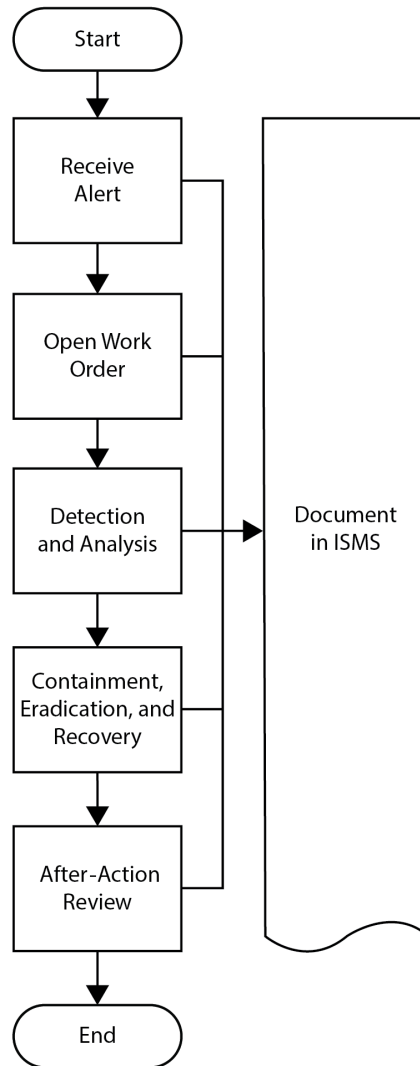 Start
Receive
Alert
Open Work
Order
Detection
and Analysis
Document
in ISMS
Containment,
Eradication, and
Recovery
After-Action
Review
End